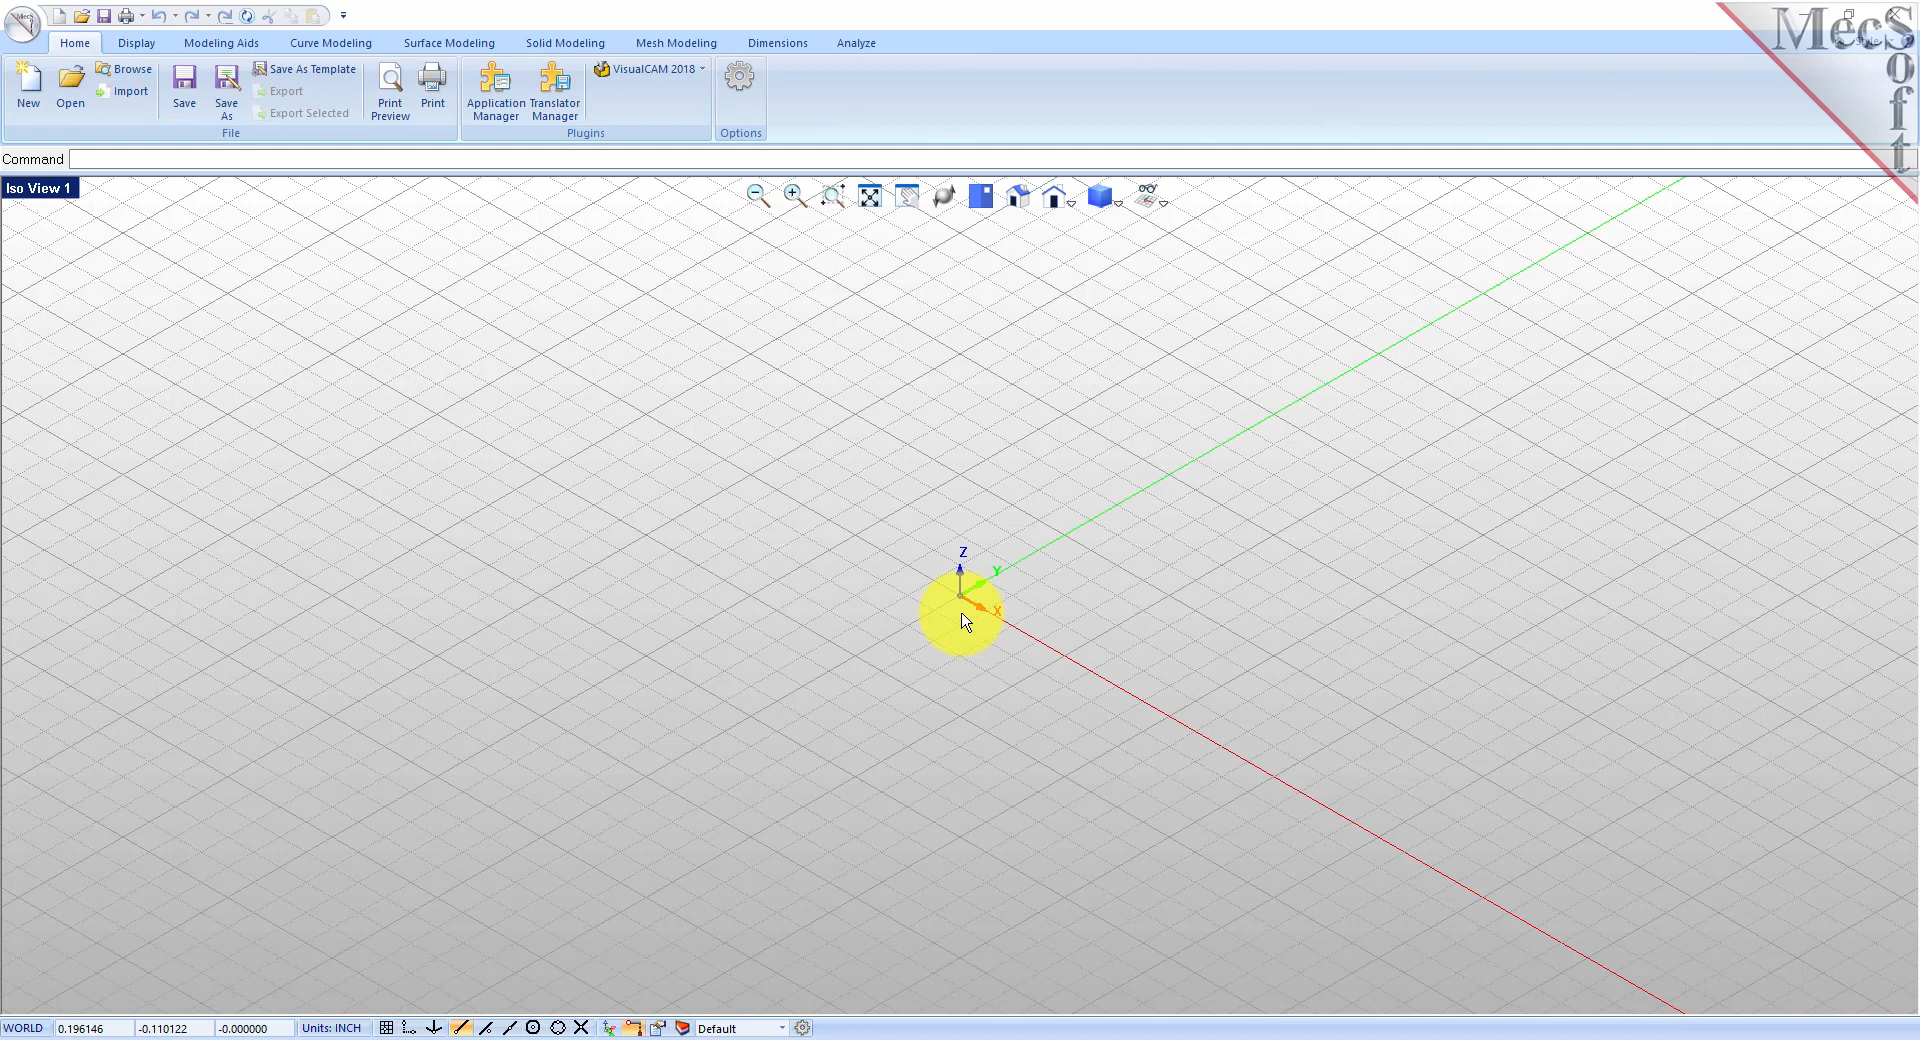 MecSoft
Home Display Modeling Aids Curve Modeling Surface Modeling Solid Modeling Mesh Modeling Dimensions Analyze
New Open Browse Import Save Save As Save As Template Export Export Selected Print Preview Print Application Manager Translator Manager VisualCAM 2018
File Plugins Options
Command
Iso View 1
Z
Y
X
WORLD 0.196146 -0.110122 -0.000000 Units: INCH Default